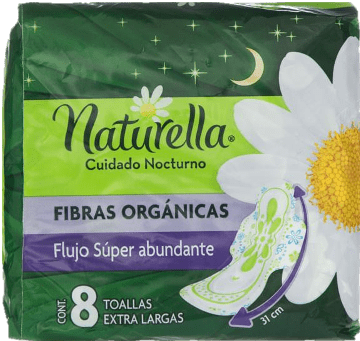 Naturella®
Cuidado Nocturno
FIBRAS ORGÁNICAS
Flujo Súper abundante
CONT. 8 TOALLAS
EXTRA LARGAS
31 cm